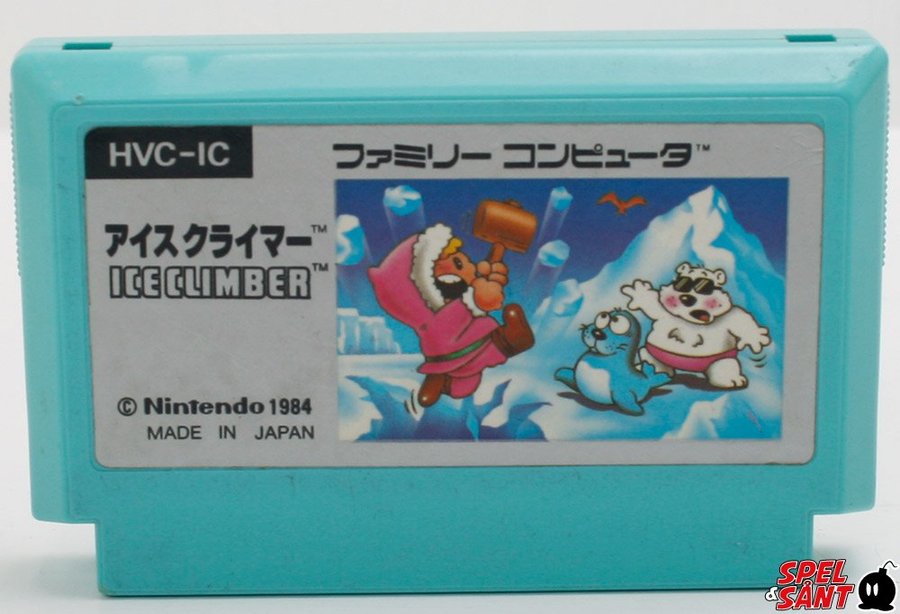 HVC-IC
ファミリー コンピュータ™
アイスクライマー™
ICE CLIMBER™
© Nintendo 1984
MADE IN JAPAN
SPEL
& SÅNT